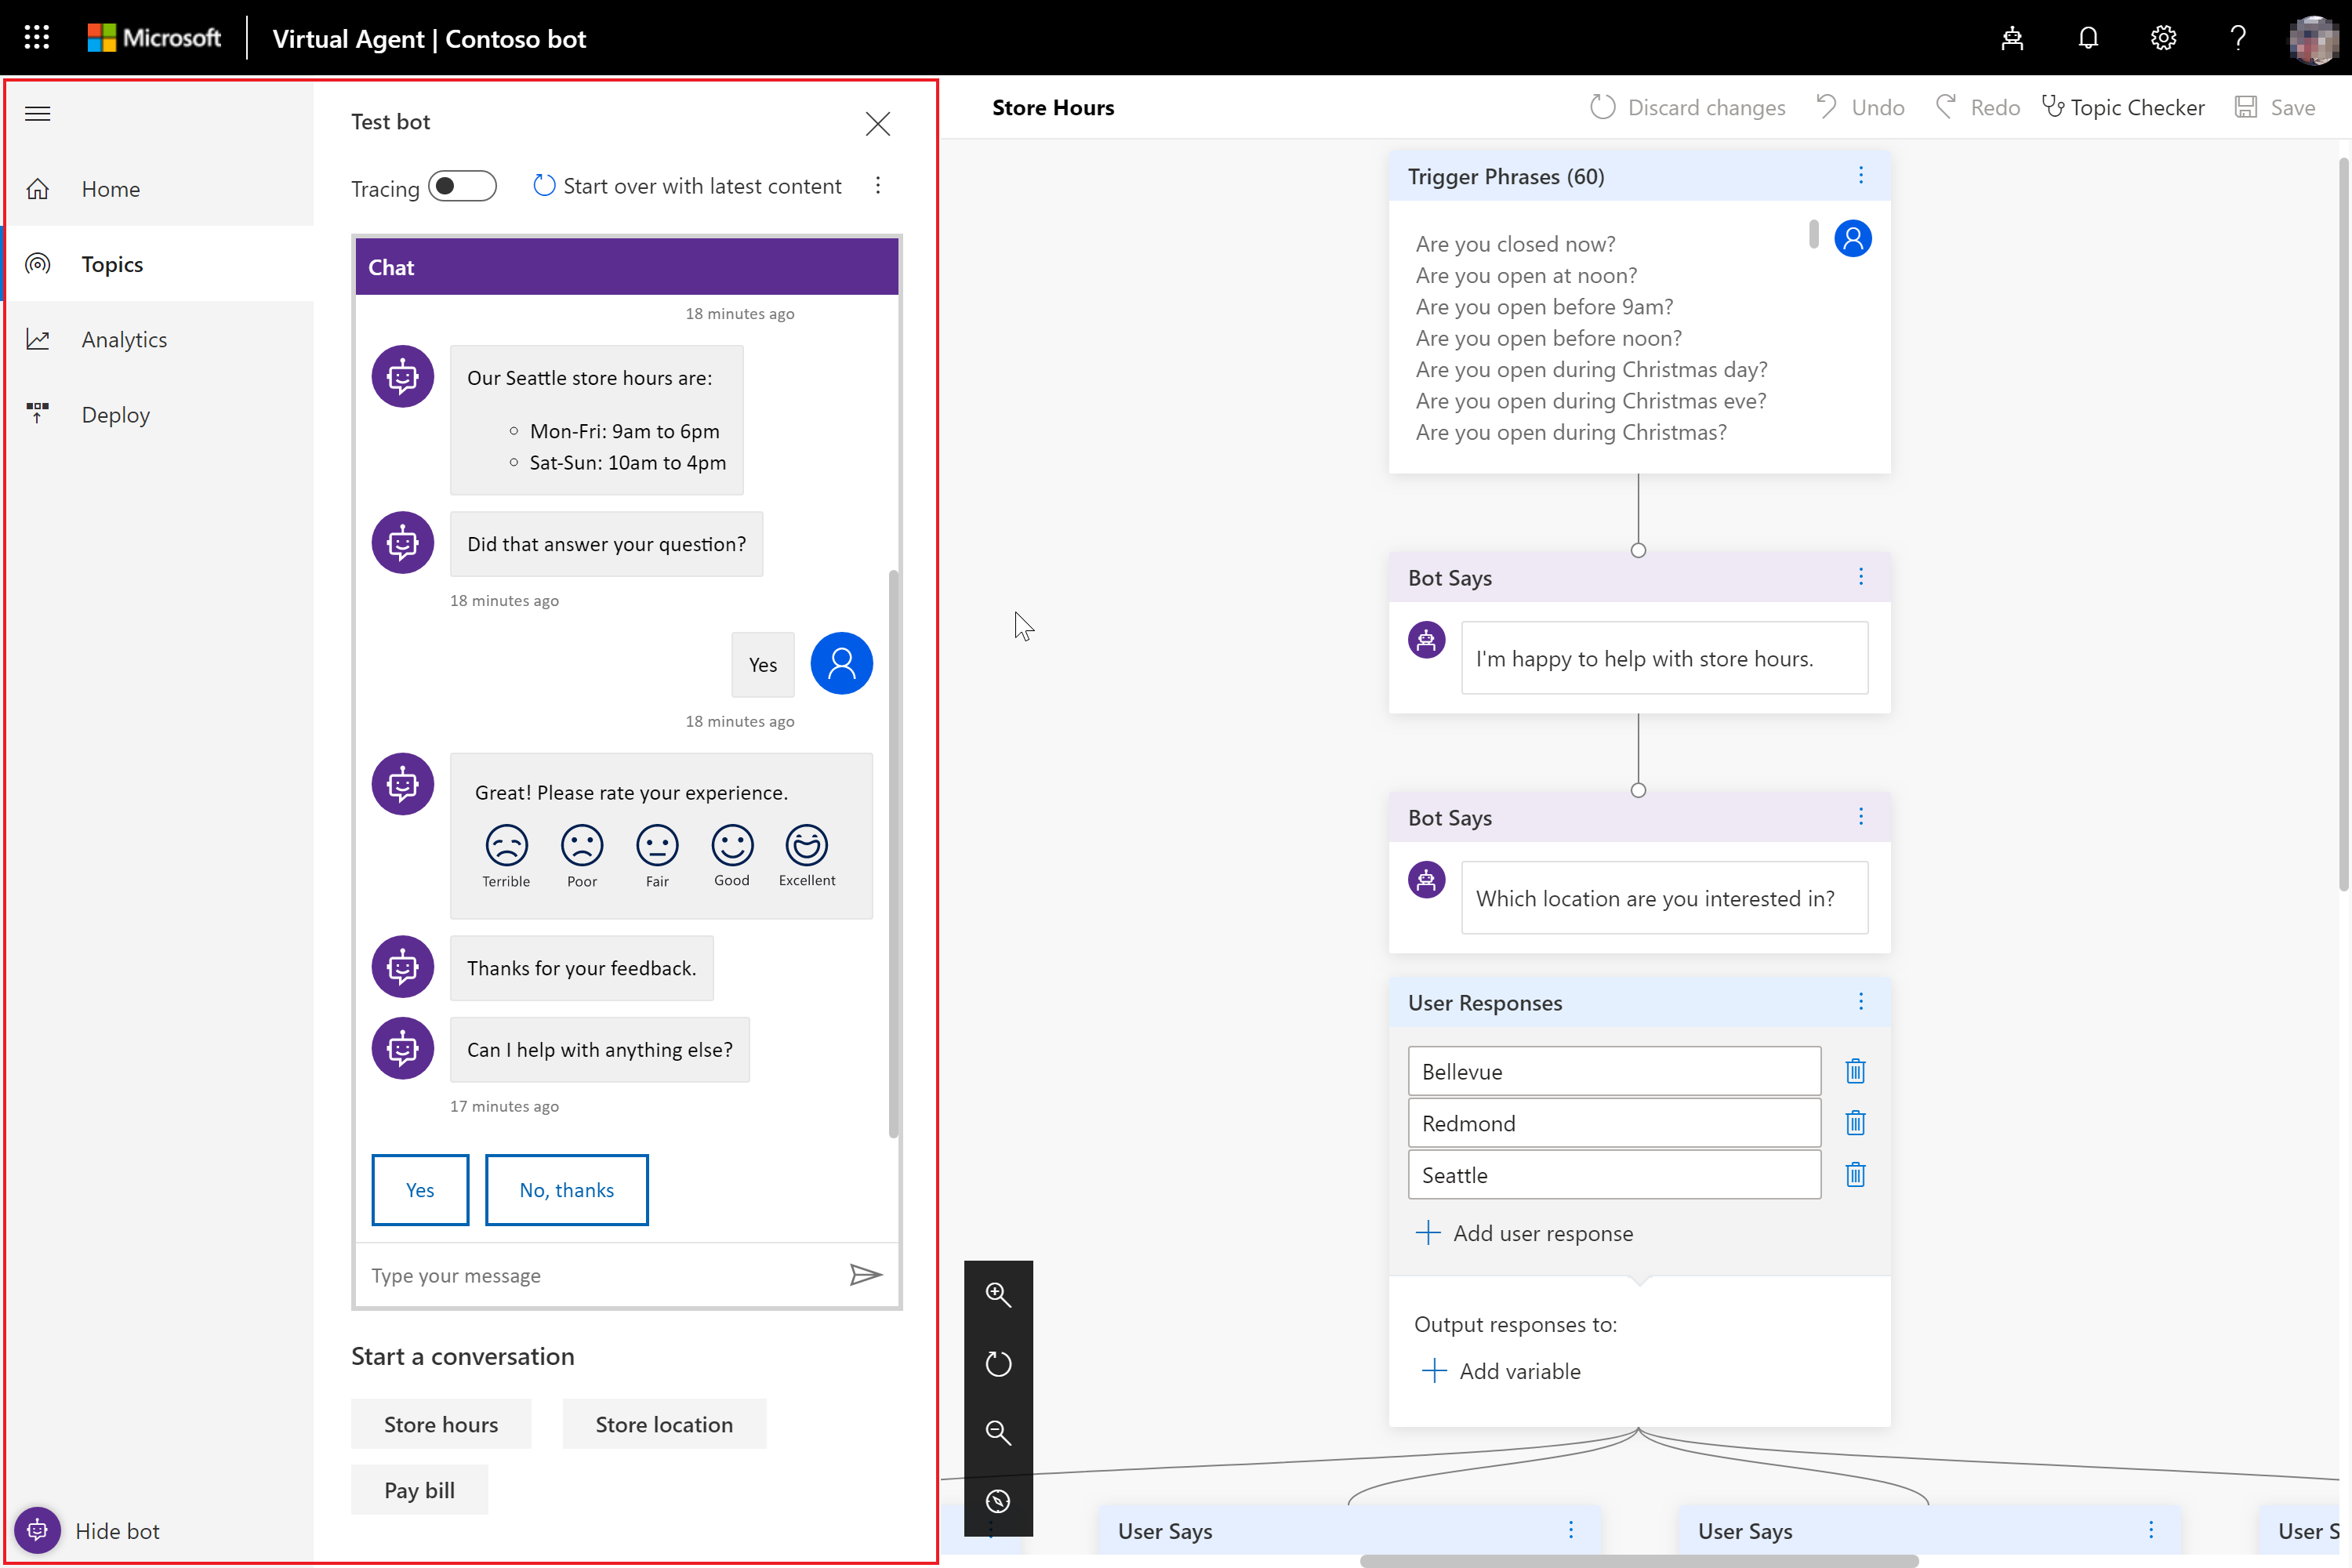 Microsoft
Virtual Agent | Contoso bot
Home
Topics
Analytics
Deploy
Hide bot
Test bot
Tracing
Start over with latest content
Chat
18 minutes ago
Our Seattle store hours are:
Mon-Fri: 9am to 6pm
Sat-Sun: 10am to 4pm
Did that answer your question?
18 minutes ago
Yes
18 minutes ago
Great! Please rate your experience.
Terrible Poor Fair Good Excellent
Thanks for your feedback.
Can I help with anything else?
17 minutes ago
Yes No, thanks
Type your message
Start a conversation
Store hours Store location
Pay bill
Store Hours
Discard changes Undo Redo Topic Checker Save
Trigger Phrases (60)
Are you closed now?
Are you open at noon?
Are you open before 9am?
Are you open before noon?
Are you open during Christmas day?
Are you open during Christmas eve?
Are you open during Christmas?
Bot Says
I'm happy to help with store hours.
Bot Says
Which location are you interested in?
User Responses
Bellevue
Redmond
Seattle
Add user response
Output responses to:
Add variable
User Says User Says User S